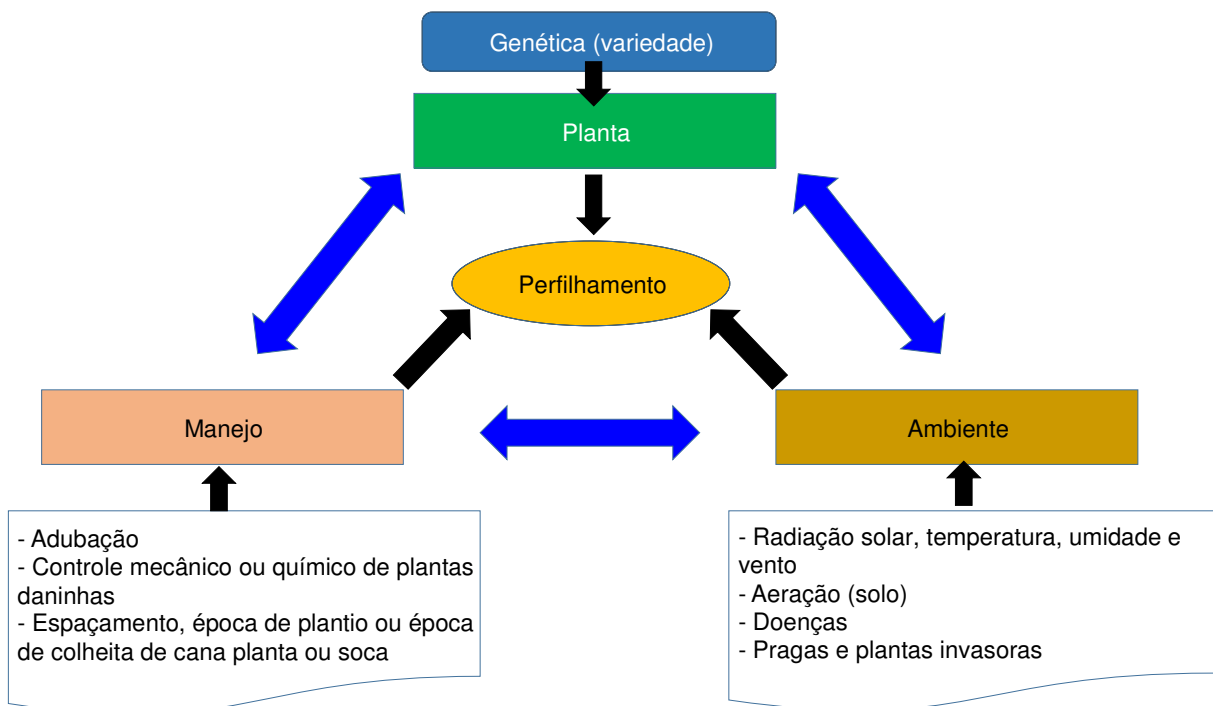 Genética (variedade)
Planta
Perfilhamento
Manejo
Ambiente
- Adubação
- Controle mecânico ou químico de plantas
daninhas
- Espaçamento, época de plantio ou época
de colheita de cana planta ou soca
- Radiação solar, temperatura, umidade e
vento
- Aeração (solo)
- Doenças
- Pragas e plantas invasoras